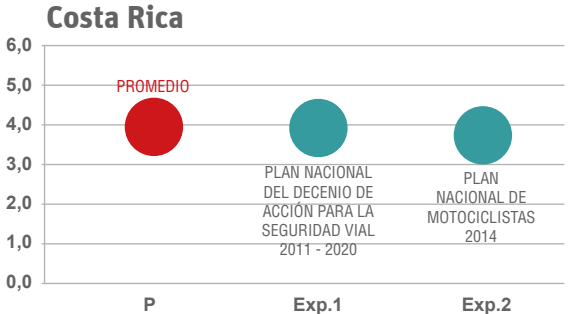 Costa Rica
6,0
5,0
4,0
3,0
2,0
1,0
0,0
PROMEDIO
PLAN NACIONAL
DEL DECENIO DE
ACCIÓN PARA LA
SEGURIDAD VIAL
2011 - 2020
PLAN
NACIONAL DE
MOTOCICLISTAS
2014
P
Exp.1
Exp.2